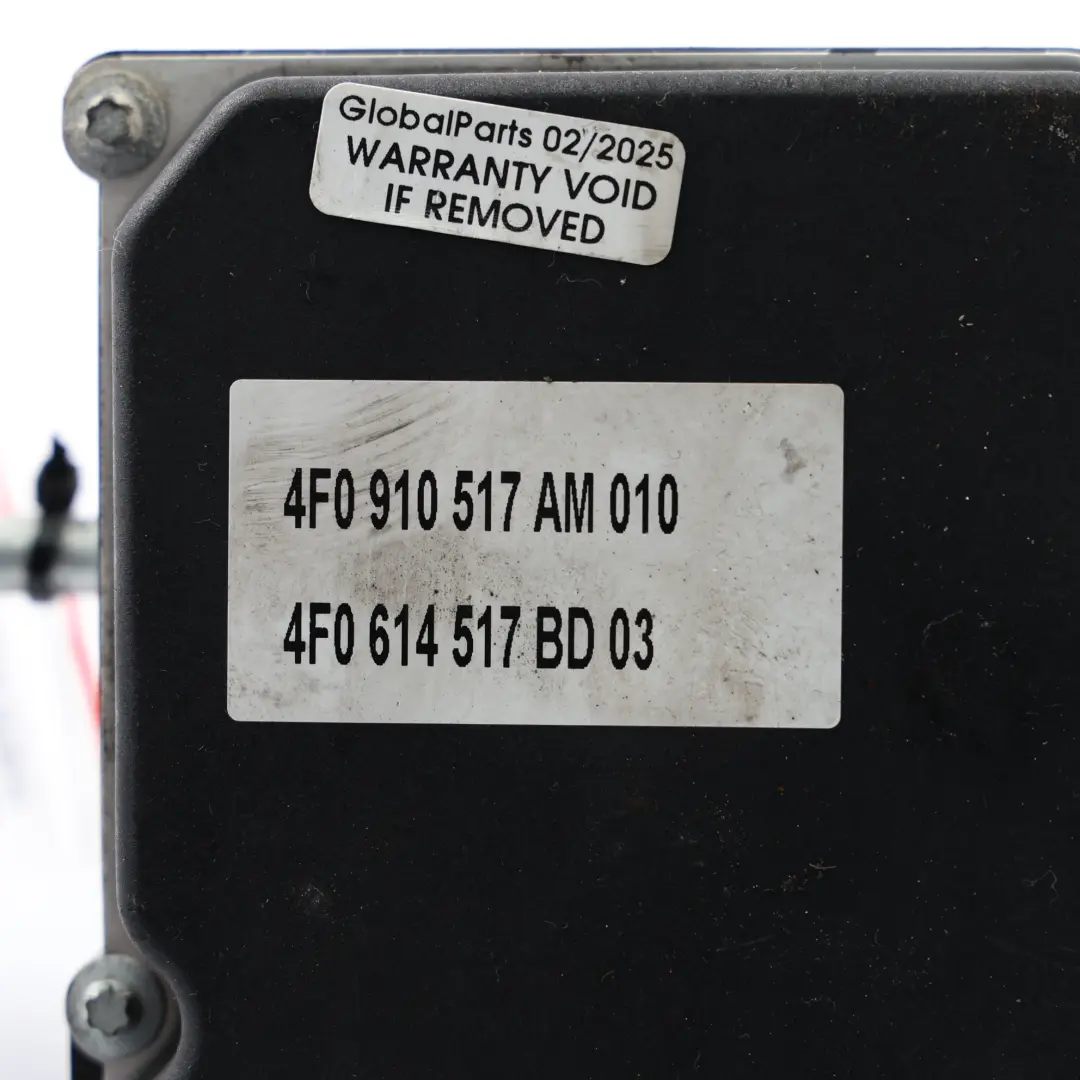 GlobalParts 02/2025
WARRANTY VOID
IF REMOVED
4F0 910 517 AM 010
4F0 614 517 BD 03